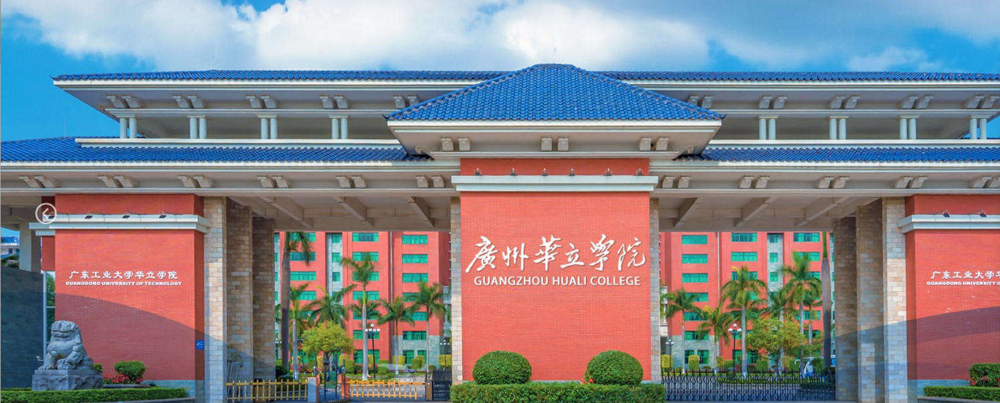 廣州華立學院
GUANGZHOU HUALI COLLEGE
广东工业大学华立学院
GUANGDONG UNIVERSITY OF TECHNOLOGY
广东工业大学华
GUANGDONG UNIVERSITY O